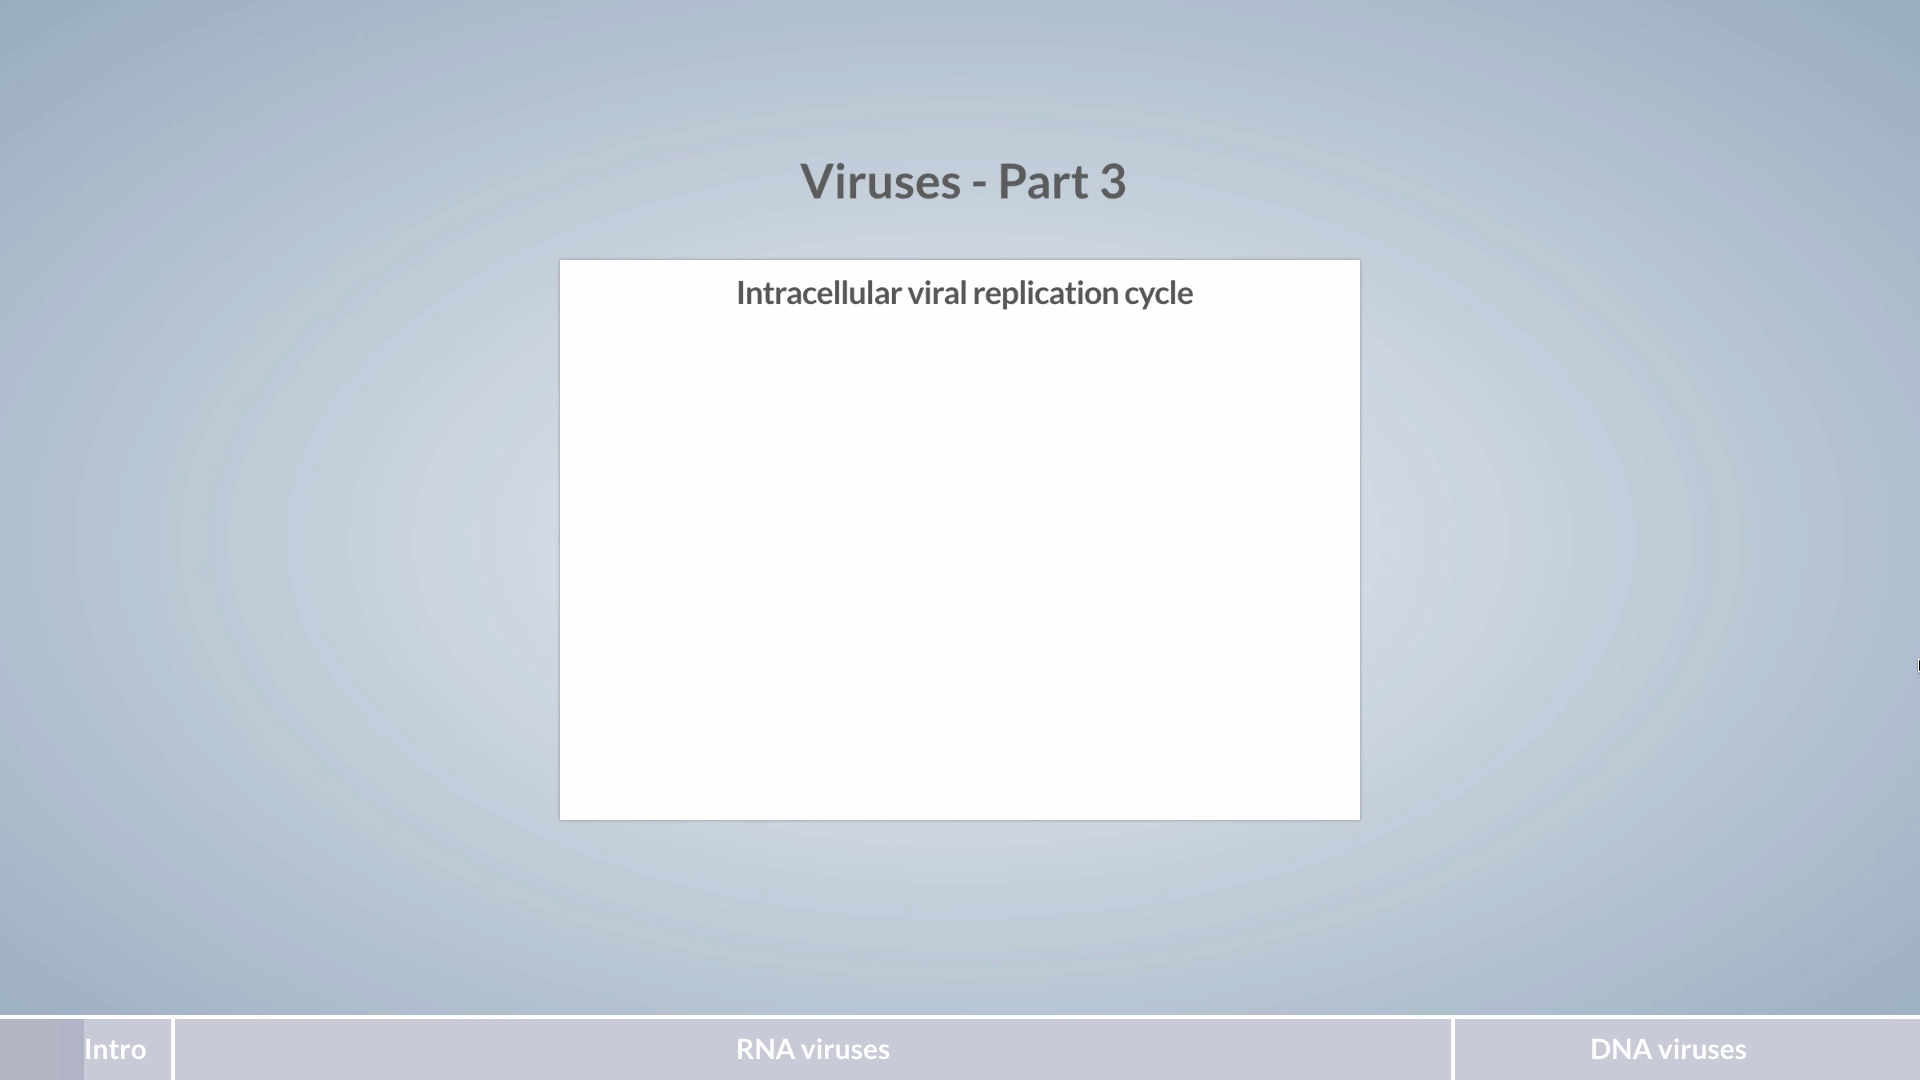 Viruses - Part 3
Intracellular viral replication cycle
Intro
RNA viruses
DNA viruses